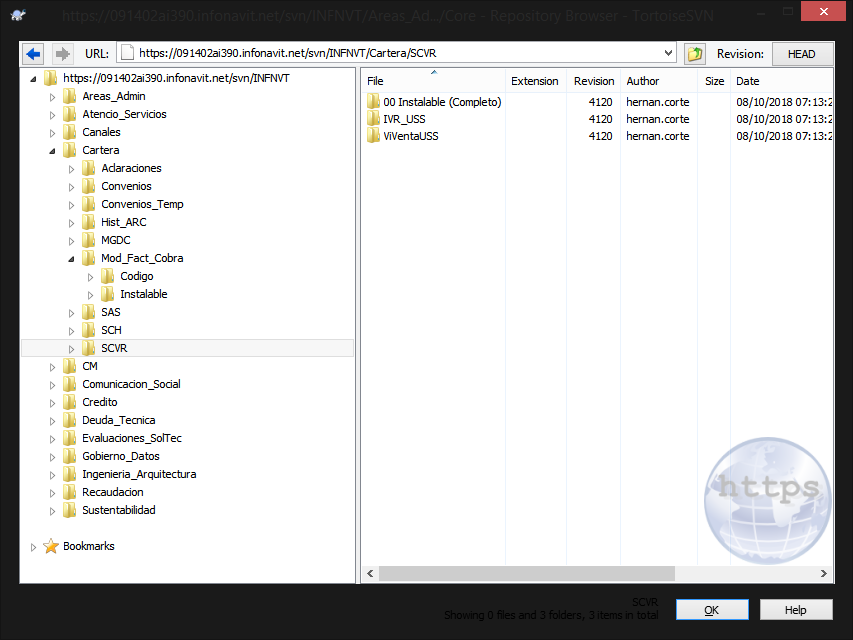 https://091402ai390.infonavit.net/svn/INFNVT/Areas_Ad.../Core - Repository Browser - TortoiseSVN
URL: https://091402ai390.infonavit.net/svn/INFNVT/Cartera/SCVR Revision: HEAD
https://091402ai390.infonavit.net/svn/INFNVT
Areas_Admin
Atencio_Servicios
Canales
Cartera
Aclaraciones
Convenios
Convenios_Temp
Hist_ARC
MGDC
Mod_Fact_Cobra
Codigo
Instalable
SAS
SCH
SCVR
CM
Comunicacion_Social
Credito
Deuda_Tecnica
Evaluaciones_SolTec
Gobierno_Datos
Ingenieria_Arquitectura
Recaudacion
Sustentabilidad
Bookmarks
File Extension Revision Author Size Date
00 Instalable (Completo) 4120 hernan.corte 08/10/2018 07:13:2
IVR_USS 4120 hernan.corte 08/10/2018 07:13:2
ViVentaUSS 4120 hernan.corte 08/10/2018 07:13:2
https
SCVR
Showing 0 files and 3 folders, 3 items in total
OK Help